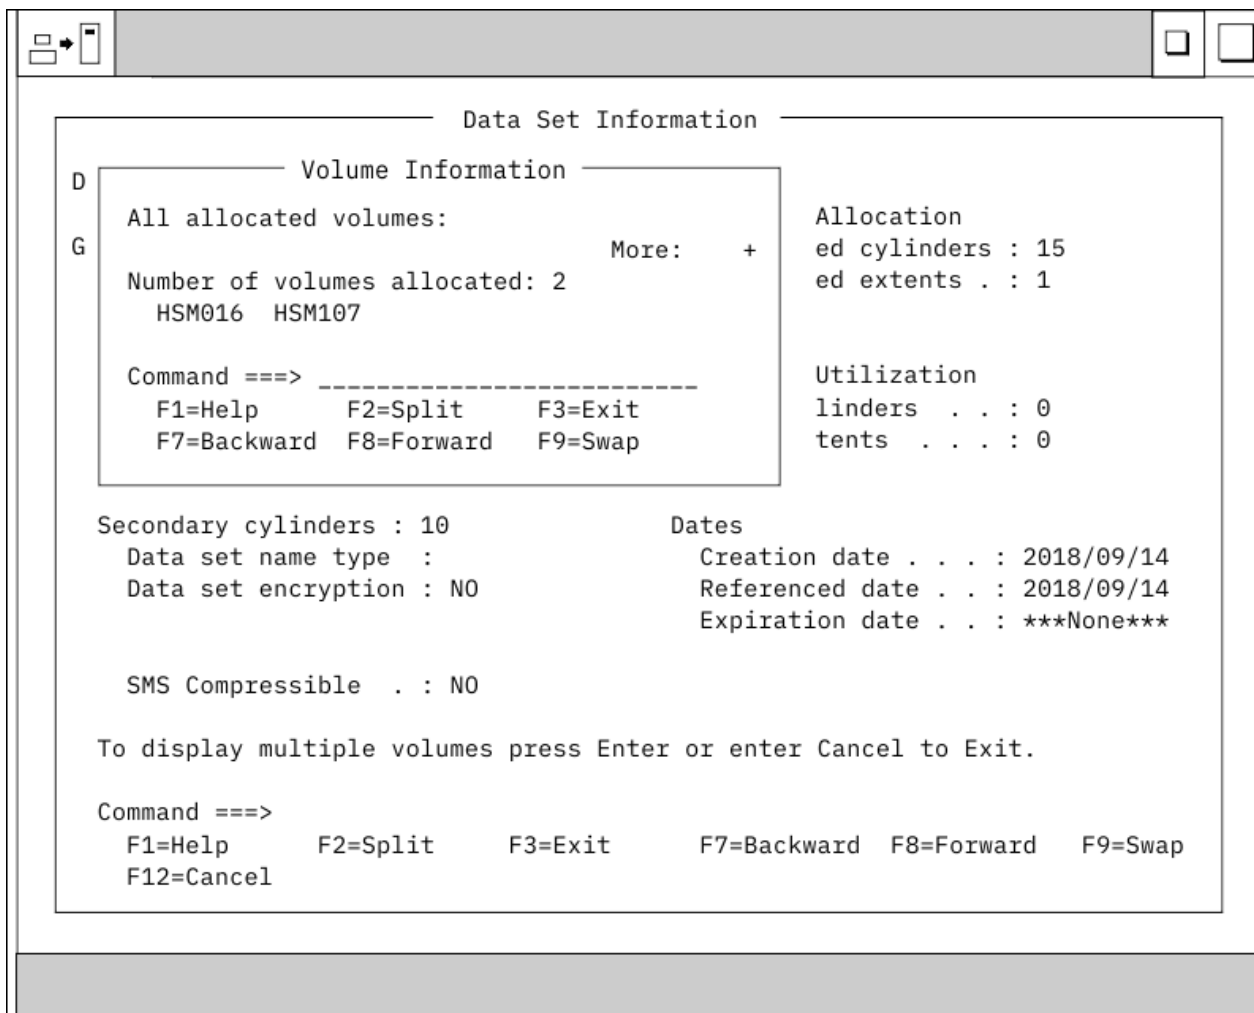 Data Set Information
Volume Information
D
All allocated volumes:
Allocation
G
More:    +
ed cylinders : 15
Number of volumes allocated: 2
ed extents . : 1
HSM016  HSM107
Command ===> __________________________
Utilization
F1=Help      F2=Split     F3=Exit
linders  . . : 0
F7=Backward  F8=Forward   F9=Swap
tents  . . . : 0
Secondary cylinders : 10               Dates
Data set name type  :                  Creation date . . . : 2018/09/14
Data set encryption : NO               Referenced date . . : 2018/09/14
Expiration date . . : ***None***
SMS Compressible  . : NO
To display multiple volumes press Enter or enter Cancel to Exit.
Command ===>
F1=Help      F2=Split     F3=Exit      F7=Backward  F8=Forward   F9=Swap
F12=Cancel